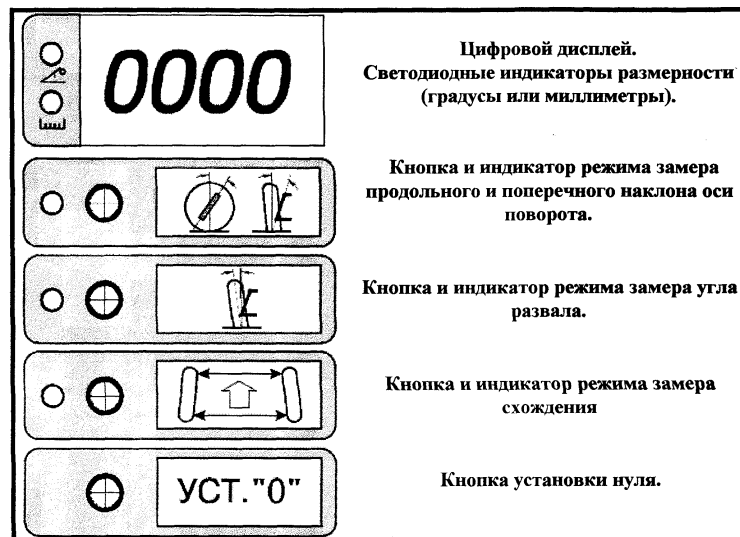 0000
Цифровой дисплей.
Светодиодные индикаторы размерности
(градусы или миллиметры).
Кнопка и индикатор режима замера
продольного и поперечного наклона оси
поворота.
Кнопка и индикатор режима замера угла
развала.
Кнопка и индикатор режима замера
схождения
УСТ."0"
Кнопка установки нуля.